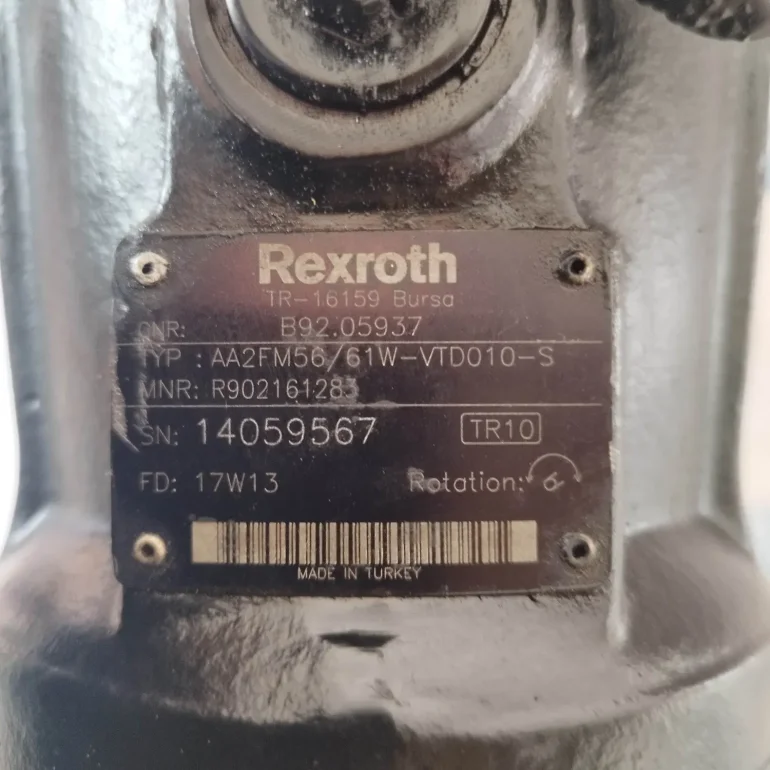 Rexroth
TR-16159 Bursa
CNR: B92.05937
TYP: AA2FM56/61W-VTD010-S
MNR: R902161283
SN: 14059567 TR10
FD: 17W13 Rotation:
MADE IN TURKEY